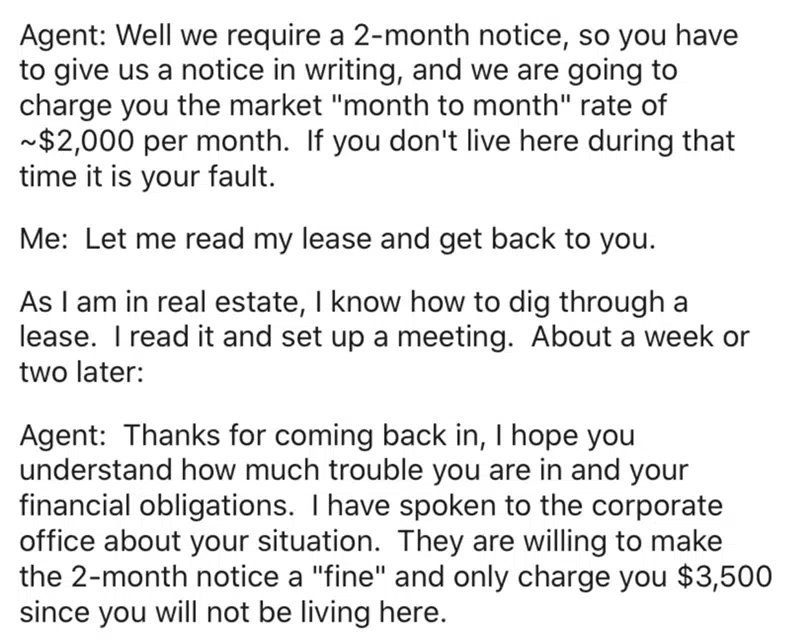 Agent: Well we require a 2-month notice, so you have
to give us a notice in writing, and we are going to
charge you the market "month to month" rate of
~$2,000 per month.  If you don't live here during that
time it is your fault.
Me:  Let me read my lease and get back to you.
As I am in real estate, I know how to dig through a
lease.  I read it and set up a meeting.  About a week or
two later:
Agent:  Thanks for coming back in, I hope you
understand how much trouble you are in and your
financial obligations.  I have spoken to the corporate
office about your situation.  They are willing to make
the 2-month notice a "fine" and only charge you $3,500
since you will not be living here.